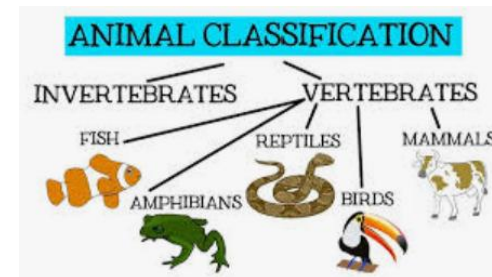 ANIMAL CLASSIFICATION
INVERTEBRATES VERTEBRATES
FISH REPTILES MAMMALS
AMPHIBIANS BIRDS